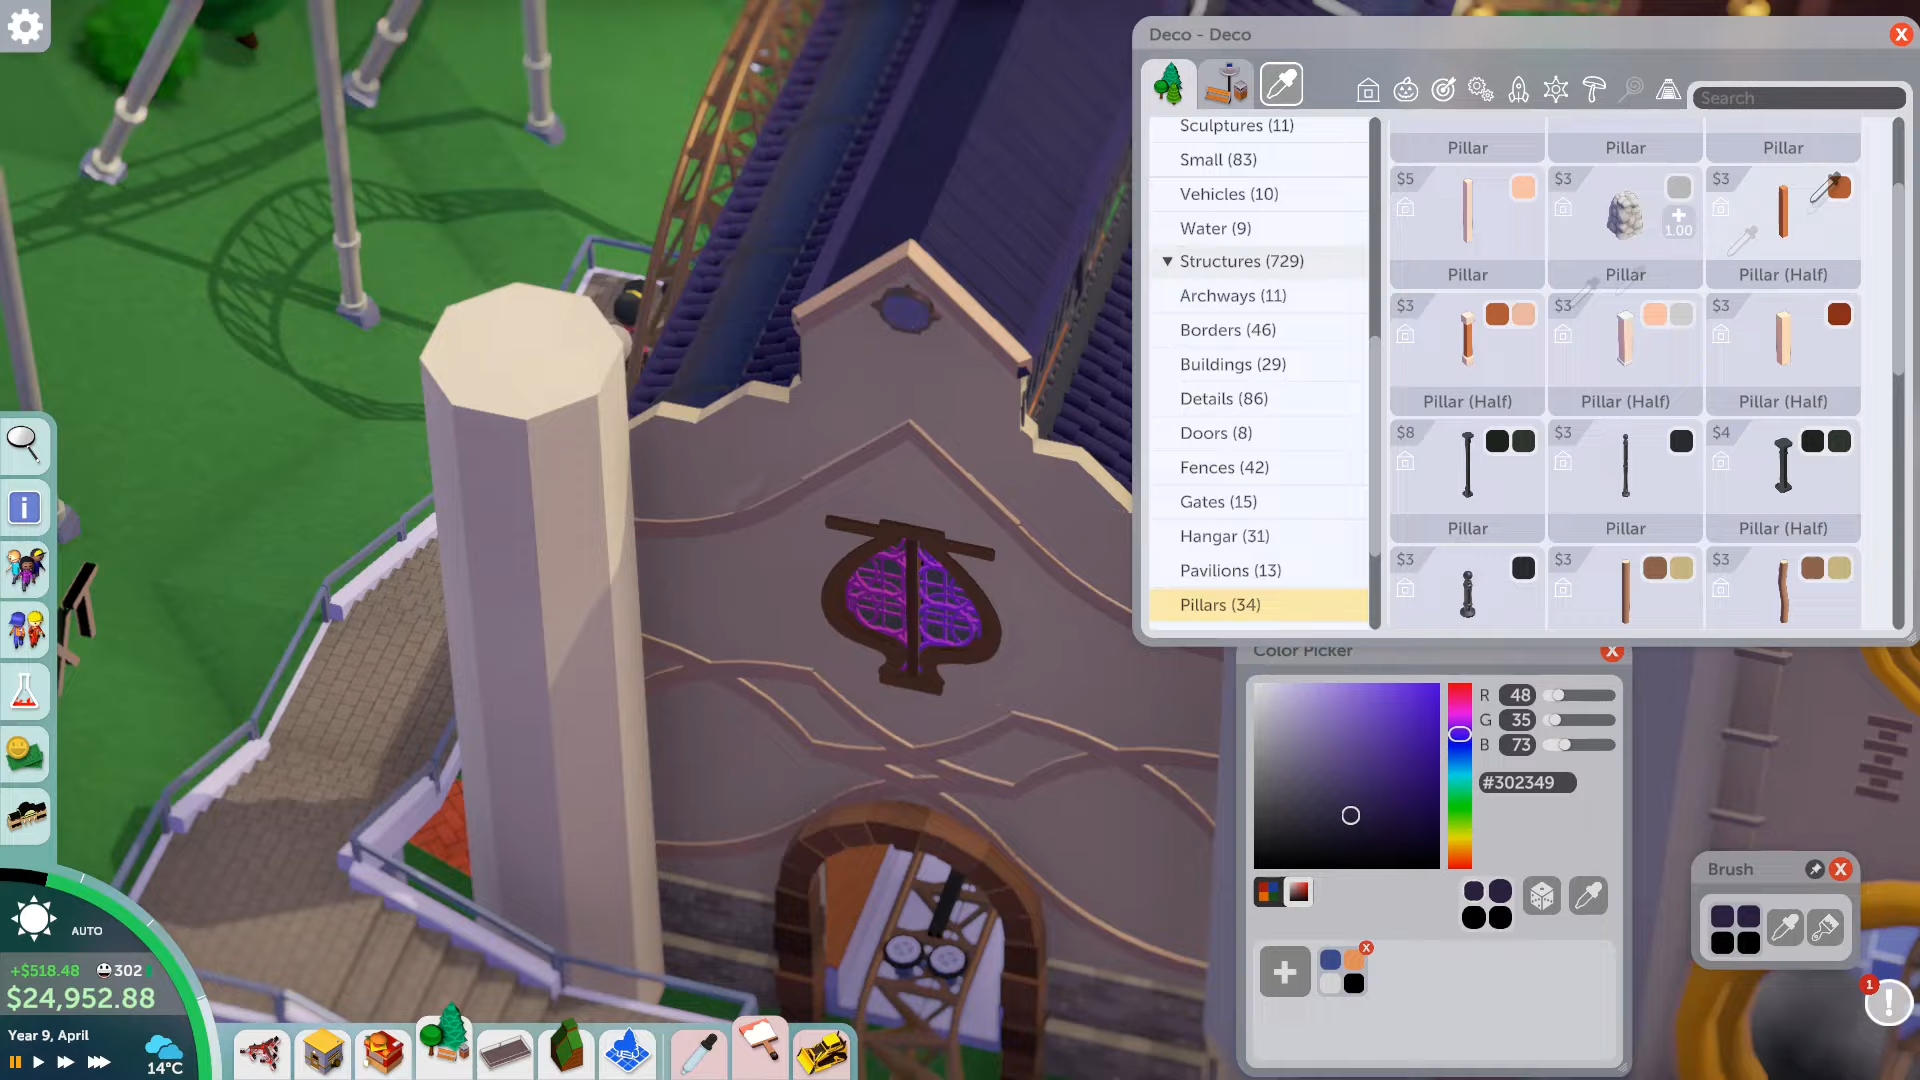 Deco - Deco
Search
Sculptures (11)
Small (83)
Vehicles (10)
Water (9)
▼ Structures (729)
Archways (11)
Borders (46)
Buildings (29)
Details (86)
Doors (8)
Fences (42)
Gates (15)
Hangar (31)
Pavilions (13)
Pillars (34)
Pillar Pillar Pillar
$5 $3 $3
1.00
Pillar Pillar Pillar (Half)
$3 $3 $3
Pillar (Half) Pillar (Half) Pillar (Half)
$8 $3 $4
Pillar Pillar Pillar (Half)
$3 $3 $3
Color Picker
R 48
G 35
B 73
#302349
Brush
1
AUTO
+$518.48 302
$24,952.88
Year 9, April
14°C